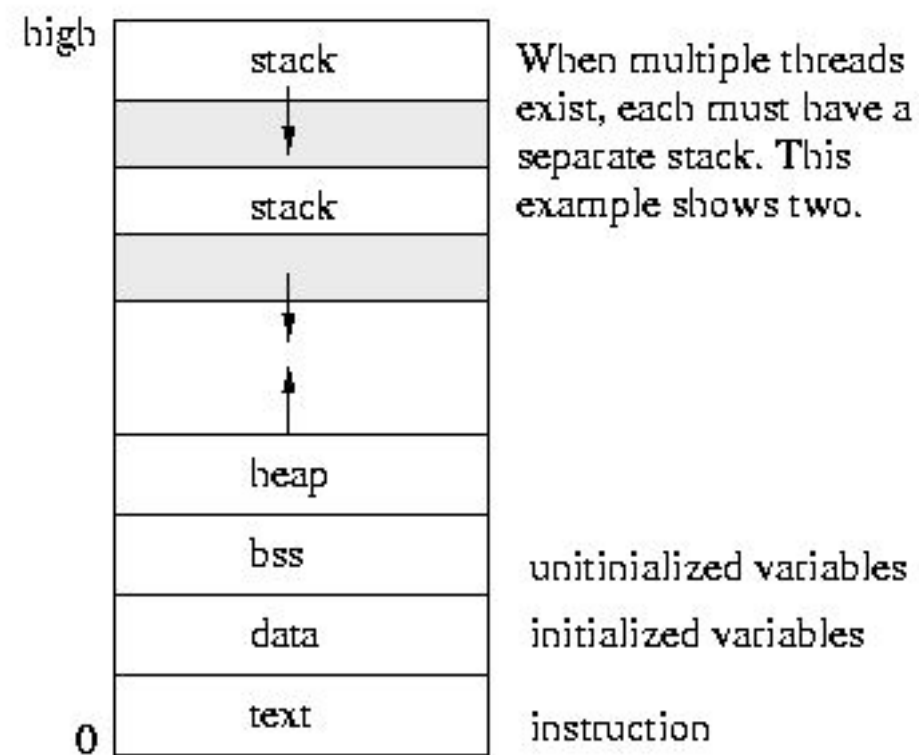 high
stack
When multiple threads
exist, each must have a
separate stack. This
example shows two.
stack
heap
bss
unitinialized variables
data
initialized variables
text
instruction
0